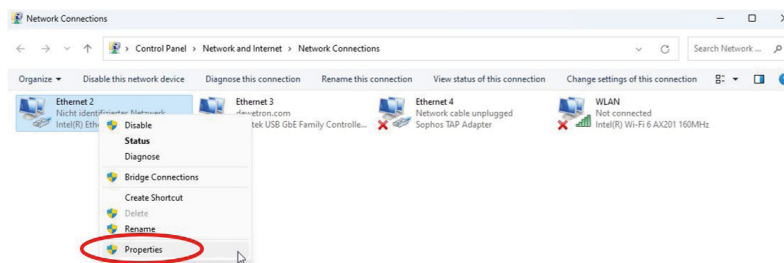 Network Connections
Control Panel › Network and Internet › Network Connections
Search Network ...
Organize Disable this network device Diagnose this connection Rename this connection View status of this connection Change settings of this connection
Ethernet 2 Ethernet 3 Ethernet 4 WLAN
Nicht identifiziertes Netzwerk dewetron.com Network cable unplugged Not connected
Intel(R) Eth tek USB GbE Family Controlle... Sophos TAP Adapter Intel(R) Wi-Fi 6 AX201 160MHz
Disable
Status
Diagnose
Bridge Connections
Create Shortcut
Delete
Rename
Properties